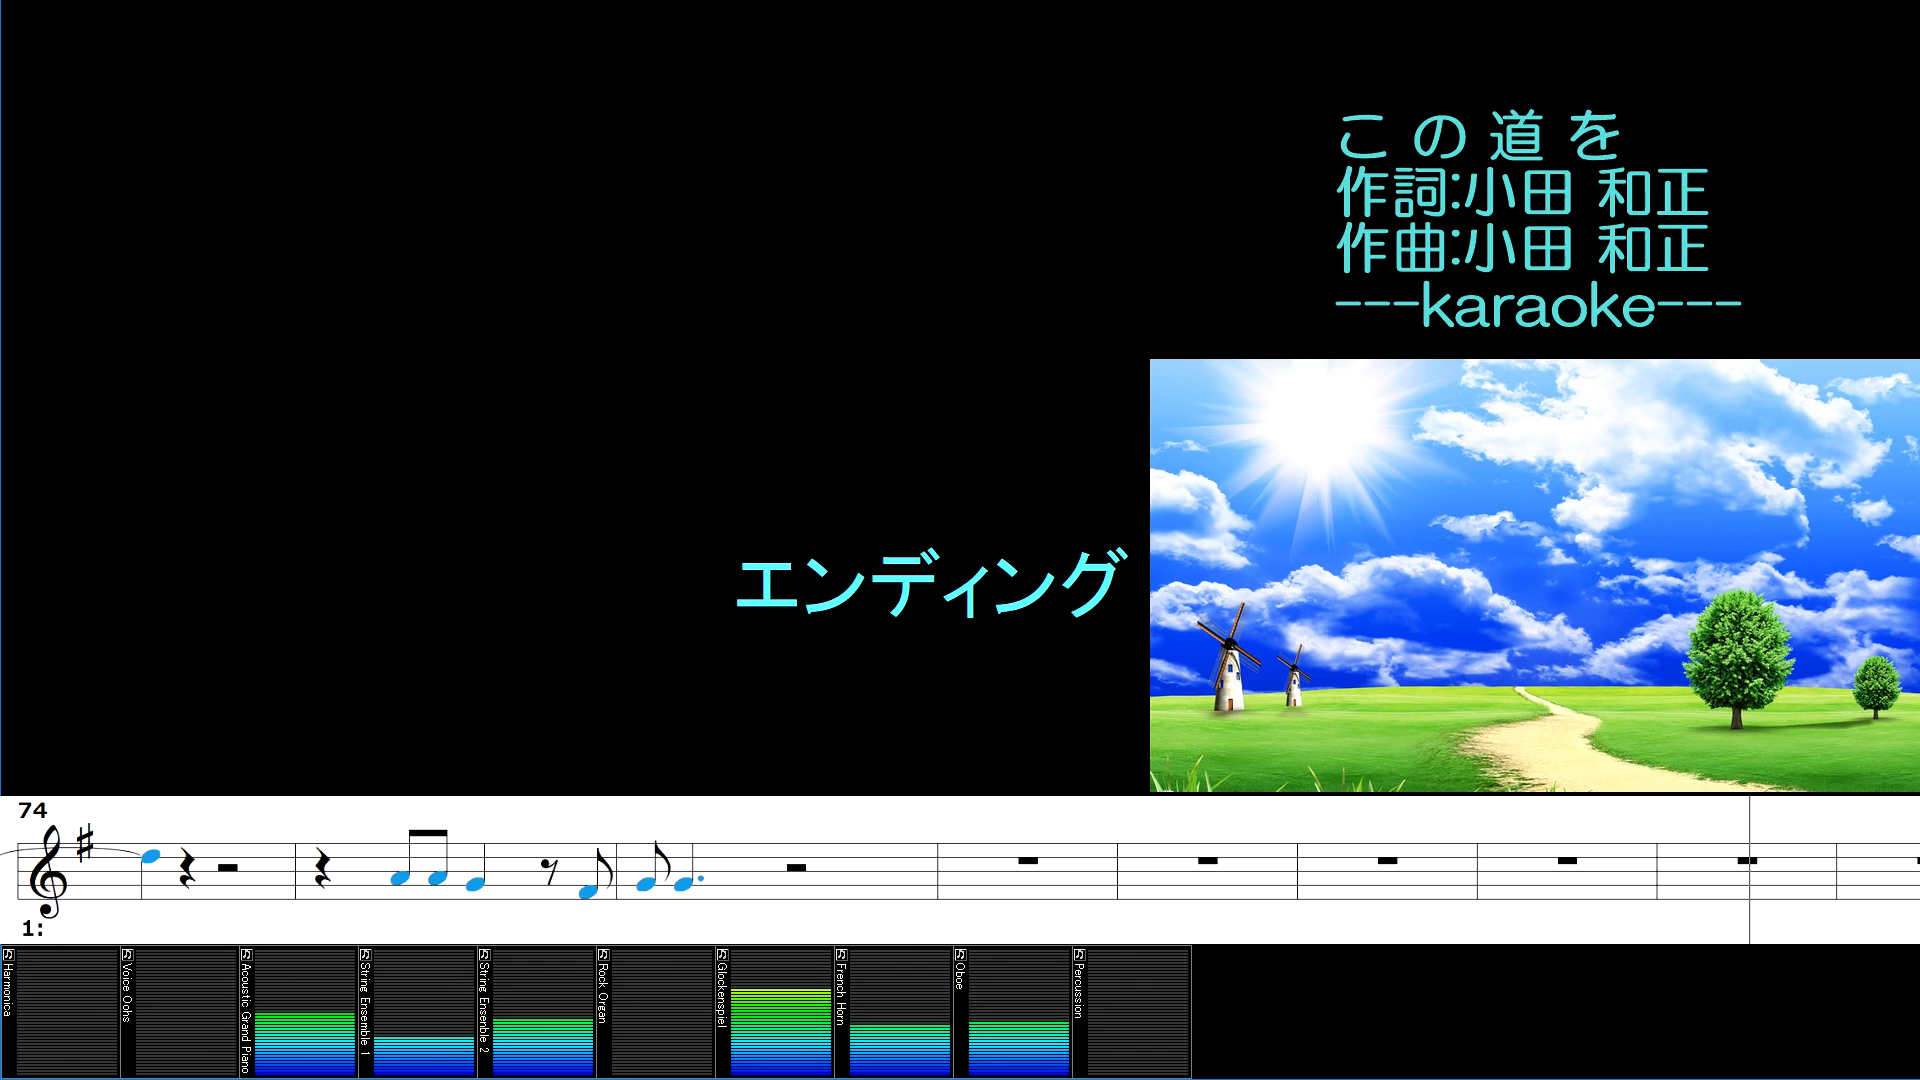 こ の 道 を
作詞:小田 和正
作曲:小田 和正
---karaoke---
エンディング
74
1:
Harmonica
Voice Oohs
Acoustic Grand Piano
String Ensemble 1
String Ensemble 2
Rock Organ
Glockenspiel
French Horn
Oboe
Percussion